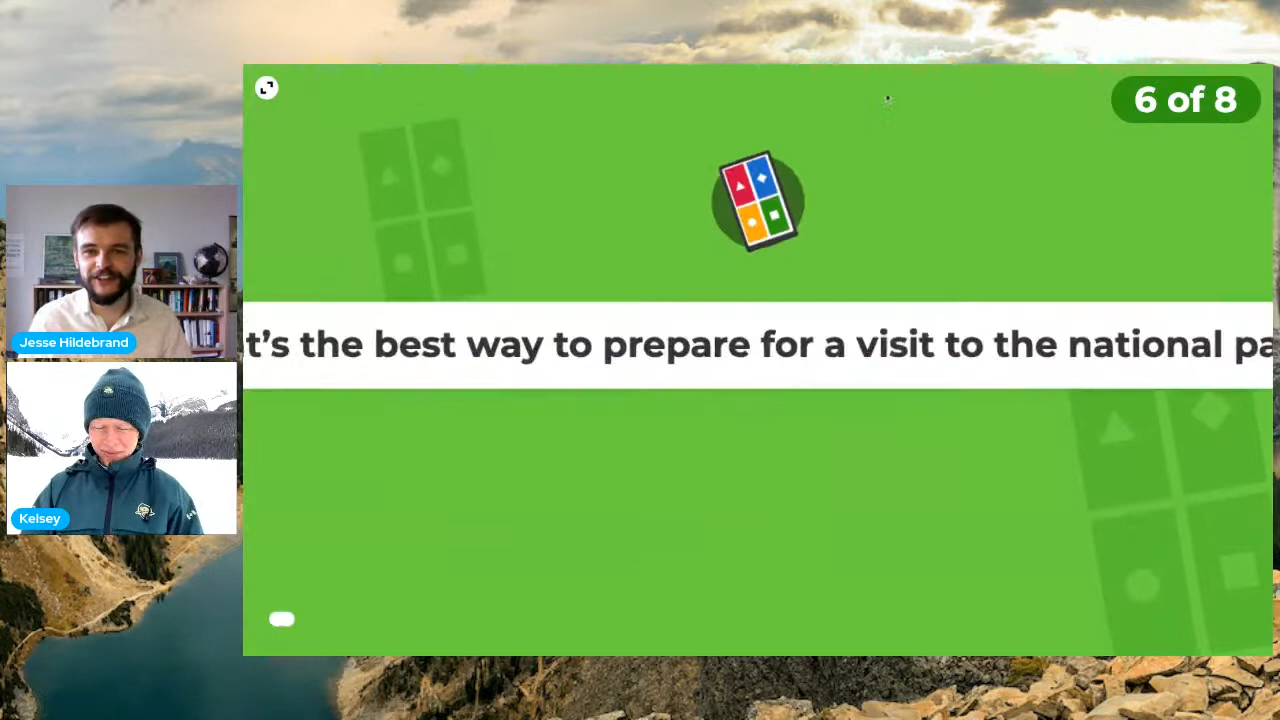 6 of 8
t’s the best way to prepare for a visit to the national pa
Jesse Hildebrand
Kelsey